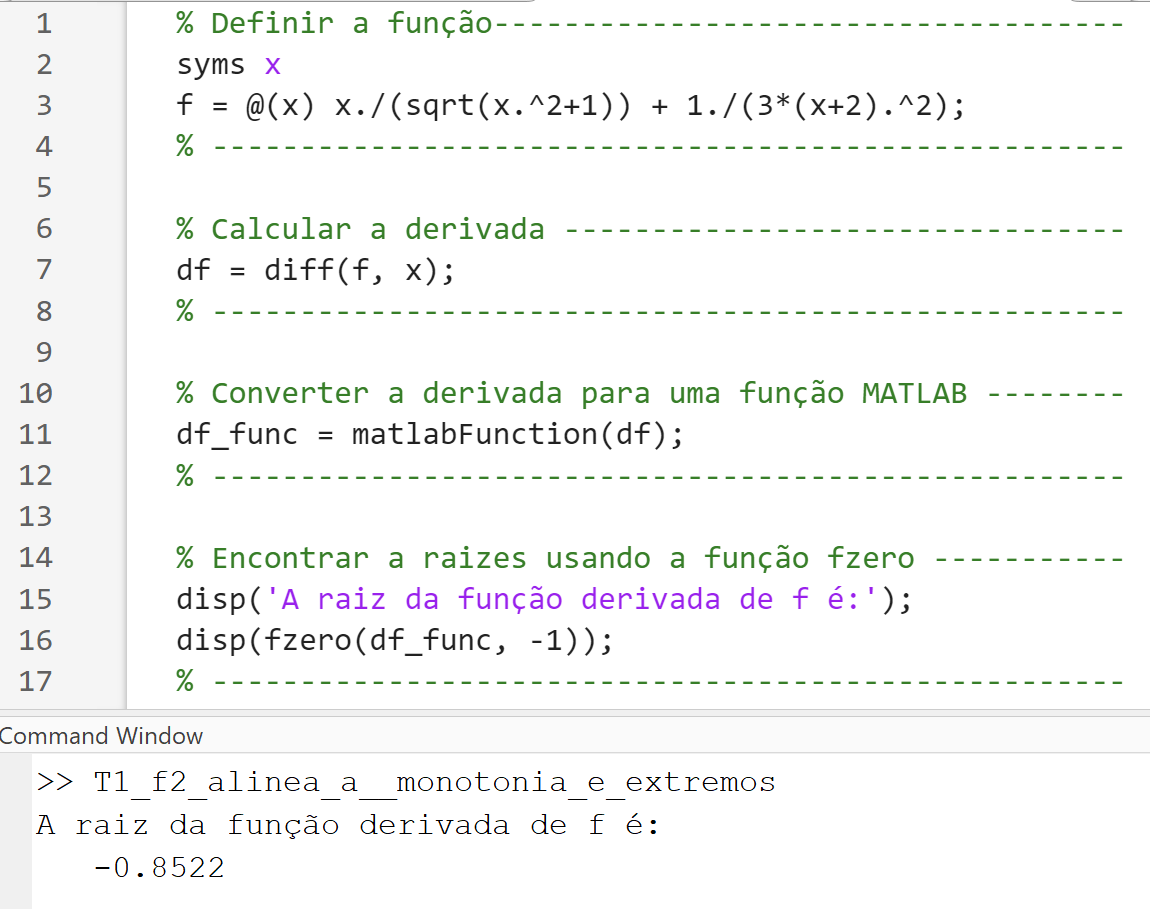 1 % Definir a função------------------------------------
2 syms x
3 f = @(x) x./(sqrt(x.^2+1)) + 1./(3*(x+2).^2);
4 % ----------------------------------------------------
5
6 % Calcular a derivada --------------------------------
7 df = diff(f, x);
8 % ----------------------------------------------------
9
10 % Converter a derivada para uma função MATLAB --------
11 df_func = matlabFunction(df);
12 % ----------------------------------------------------
13
14 % Encontrar a raizes usando a função fzero -----------
15 disp('A raiz da função derivada de f é:');
16 disp(fzero(df_func, -1));
17 % ----------------------------------------------------
Command Window
>> T1_f2_alinea_a__monotonia_e_extremos
A raiz da função derivada de f é:
-0.8522